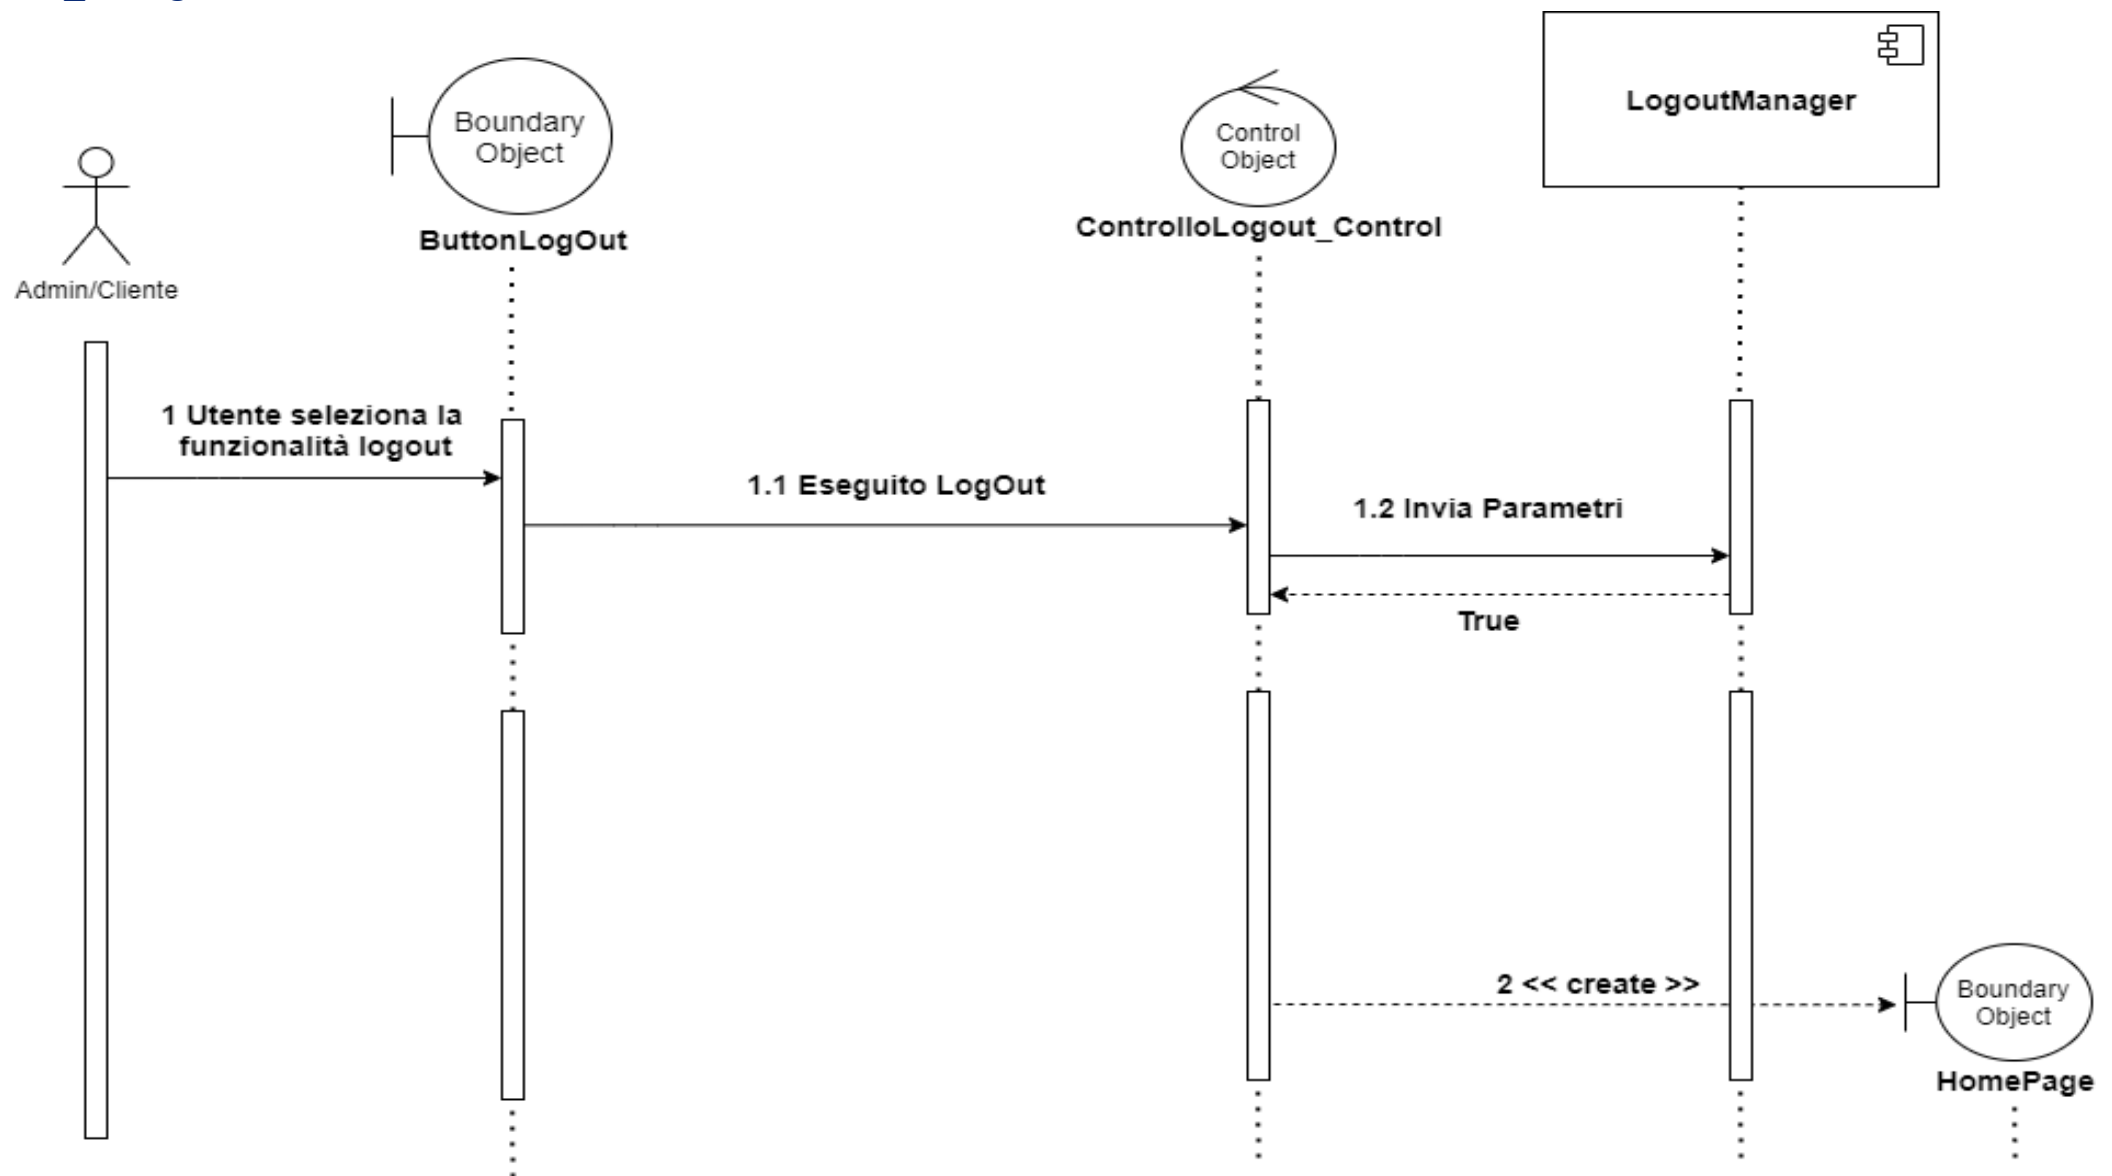 Boundary
Object
ButtonLogOut
Control
Object
ControlloLogout_Control
LogoutManager
Admin/Cliente
1 Utente seleziona la
funzionalità logout
1.1 Eseguito LogOut
1.2 Invia Parametri
True
2 << create >>
Boundary
Object
HomePage